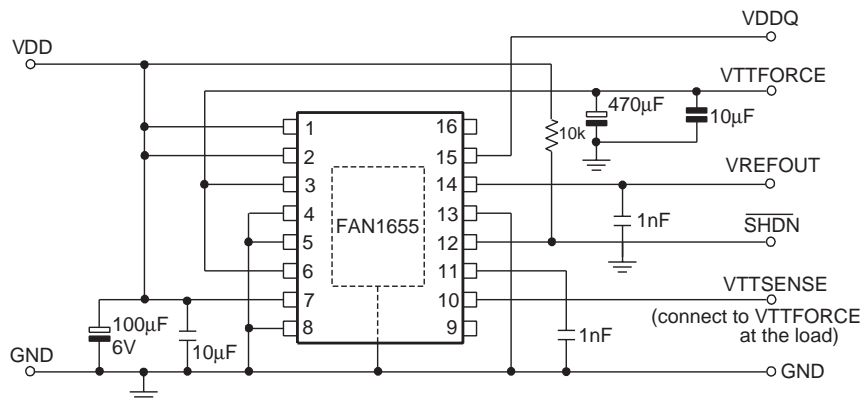 VDD
VDDQ
VTTFORCE
470µF
10µF
10k
1
2
3
4
5
6
7
8
FAN1655
16
15
14
13
12
11
10
9
VREFOUT
1nF
SHDN
VTTSENSE
(connect to VTTFORCE
at the load)
100µF
6V
10µF
1nF
GND
GND